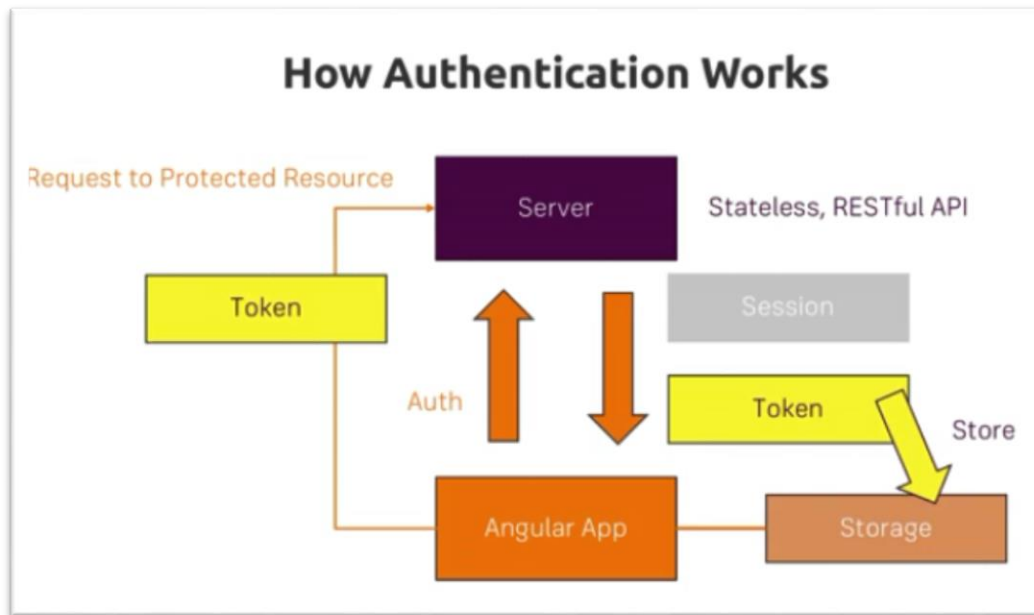 How Authentication Works
Request to Protected Resource
Server
Stateless, RESTful API
Token
Session
Auth
Token
Store
Angular App
Storage